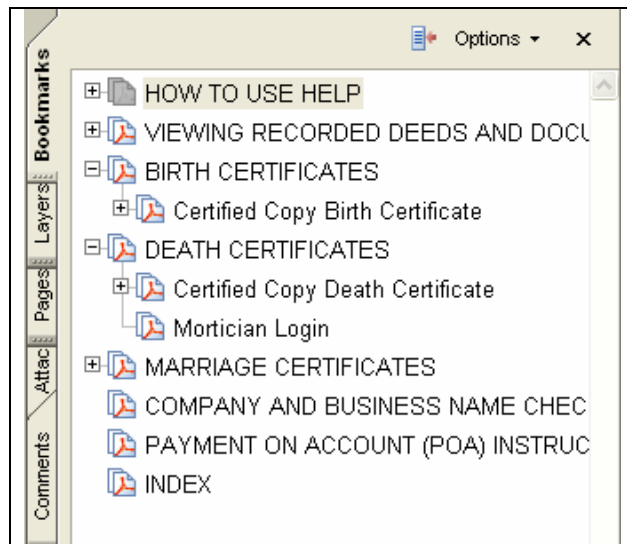 Options
HOW TO USE HELP
VIEWING RECORDED DEEDS AND DOCU
BIRTH CERTIFICATES
Certified Copy Birth Certificate
DEATH CERTIFICATES
Certified Copy Death Certificate
Mortician Login
MARRIAGE CERTIFICATES
COMPANY AND BUSINESS NAME CHEC
PAYMENT ON ACCOUNT (POA) INSTRUC
INDEX
Bookmarks
Layers
Pages
Attac
Comments